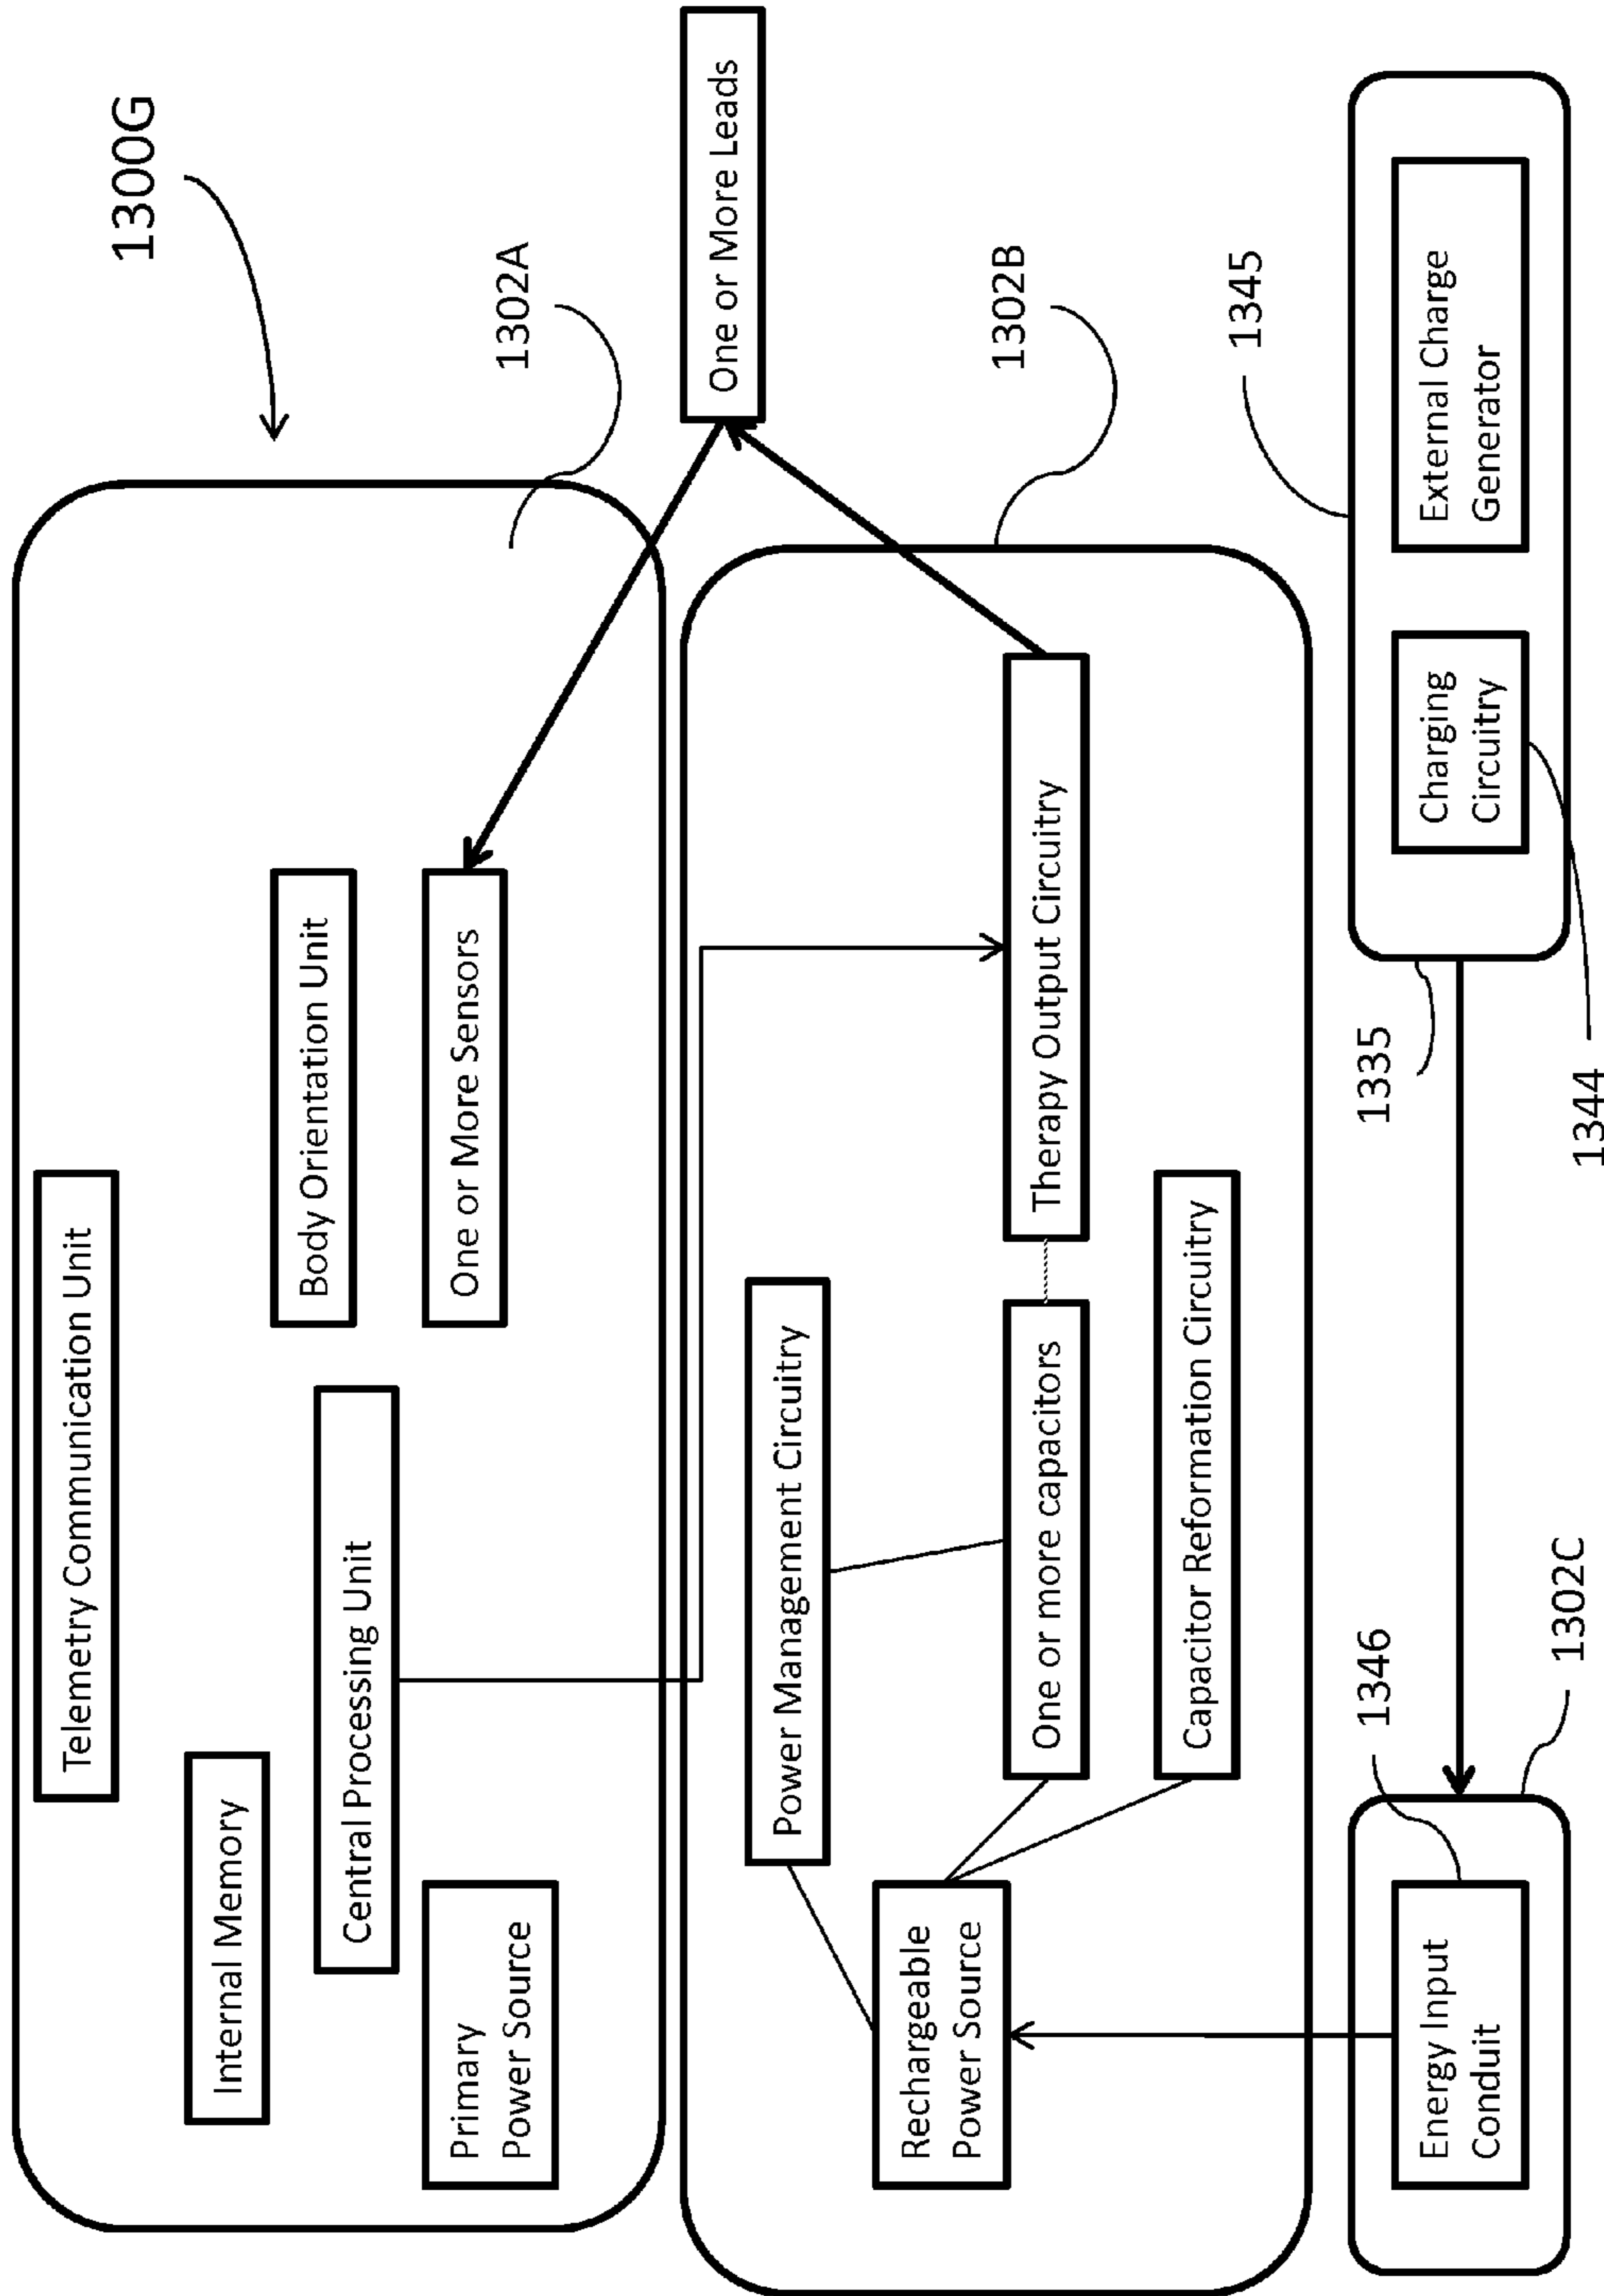 1300G
Telemetry Communication Unit
Internal Memory
Body Orientation Unit
Central Processing Unit
One or More Sensors
Primary
Power Source
1302A
One or More Leads
Power Management Circuitry
Rechargeable
Power Source
One or more capacitors
Therapy Output Circuitry
Capacitor Reformation Circuitry
1302B
1345
Energy Input
Conduit
1346
1302C
1335
Charging
Circuitry
External Charge
Generator
1344